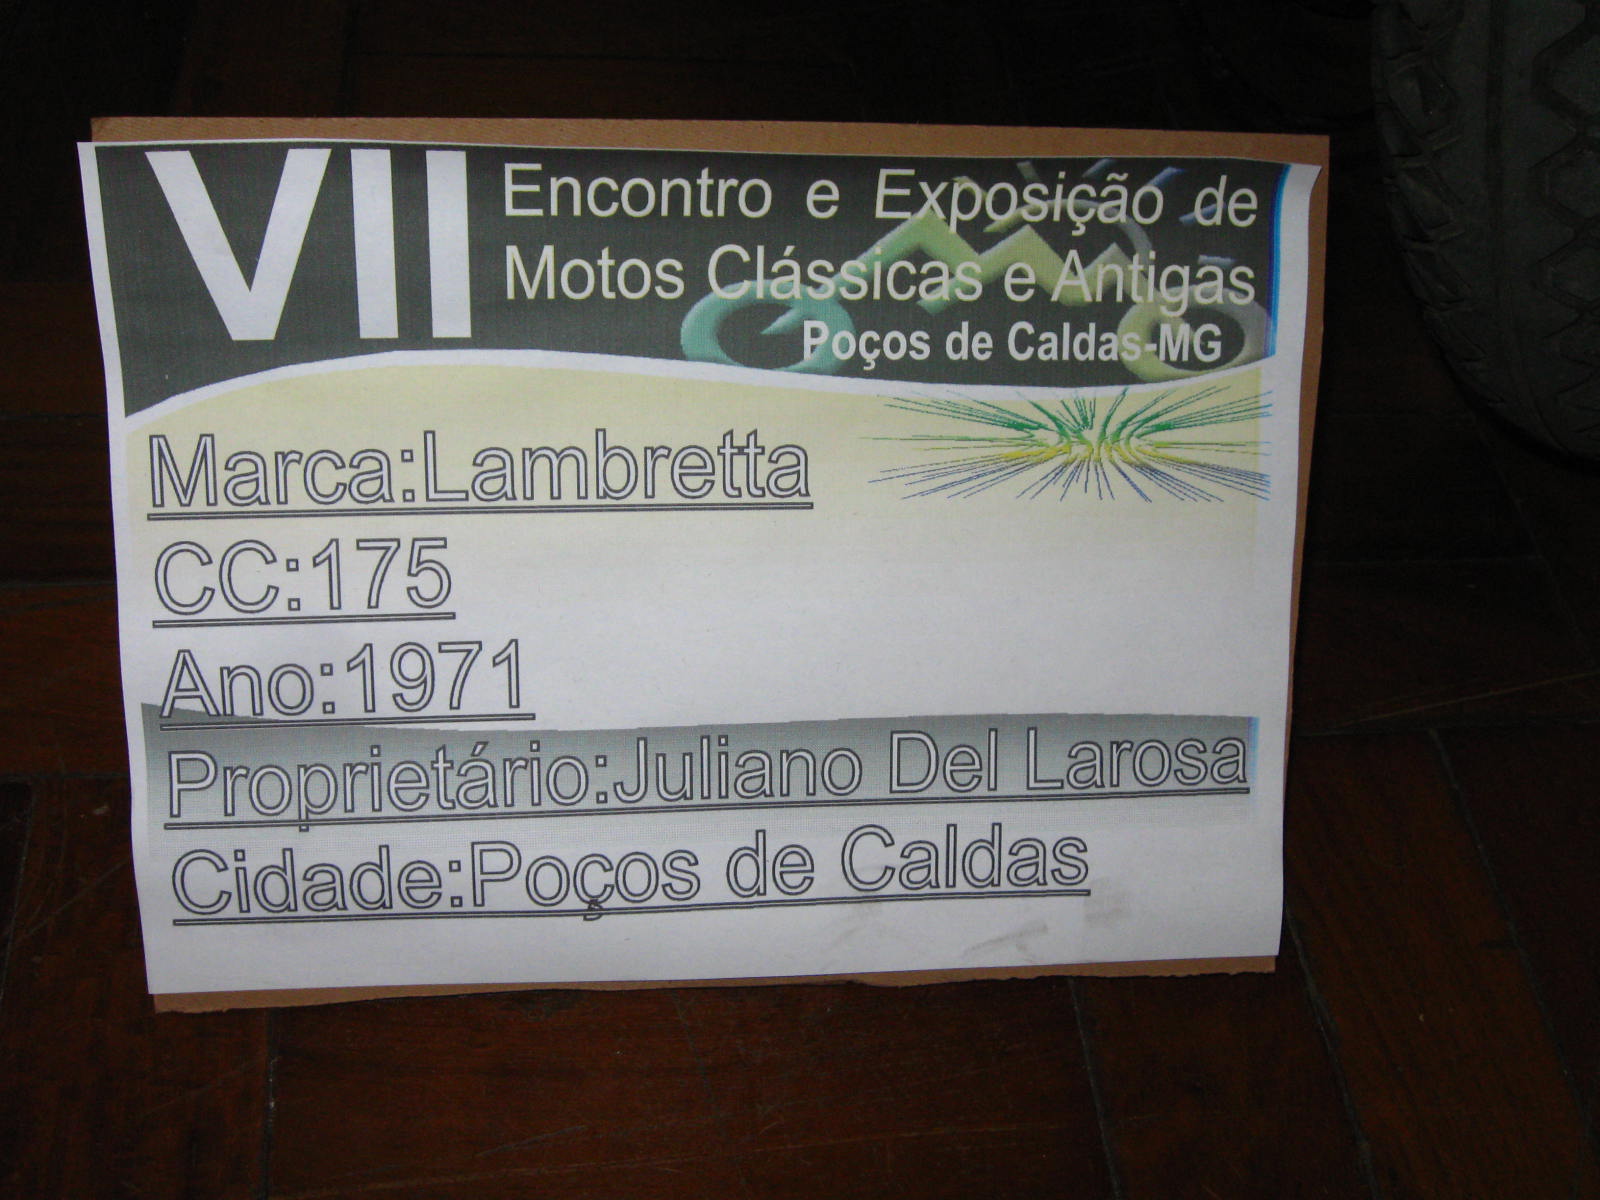 VII
Encontro e Exposição de
Motos Clássicas e Antigas
Poços de Caldas-MG
Marca:Lambretta
CC:175
Ano:1971
Proprietário:Juliano Del Larosa
Cidade:Poços de Caldas